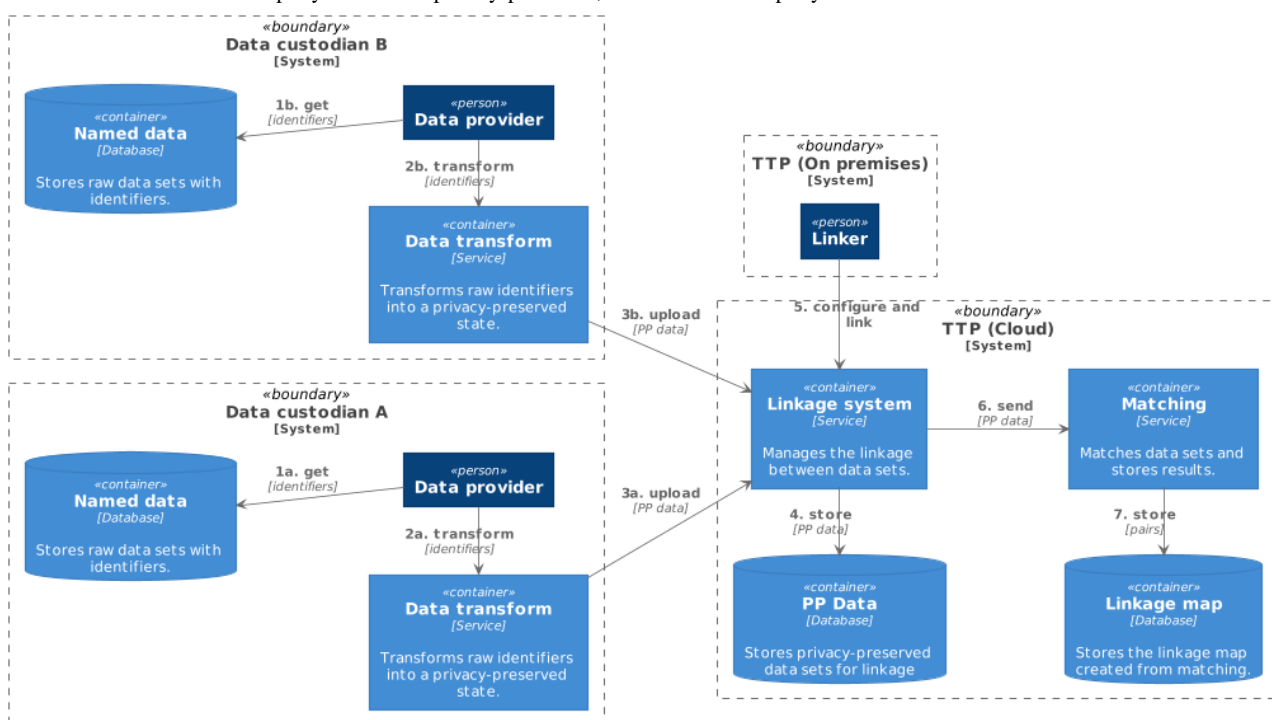 «boundary»
Data custodian B
[System]
«container»
Named data
[Database]
Stores raw data sets with
identifiers.
1b. get
[identifiers]
«person»
Data provider
2b. transform
[identifiers]
«container»
Data transform
[Service]
Transforms raw identifiers
into a privacy-preserved
state.
3b. upload
[PP data]
«boundary»
TTP (On premises)
[System]
«person»
Linker
5. configure and
link
«boundary»
Data custodian A
[System]
«container»
Named data
[Database]
Stores raw data sets with
identifiers.
1a. get
[identifiers]
«person»
Data provider
2a. transform
[identifiers]
«container»
Data transform
[Service]
Transforms raw identifiers
into a privacy-preserved
state.
3a. upload
[PP data]
«boundary»
TTP (Cloud)
[System]
«container»
Linkage system
[Service]
Manages the linkage
between data sets.
6. send
[PP data]
«container»
Matching
[Service]
Matches data sets and
stores results.
4. store
[PP data]
7. store
[pairs]
«container»
PP Data
[Database]
Stores privacy-preserved
data sets for linkage
«container»
Linkage map
[Database]
Stores the linkage map
created from matching.